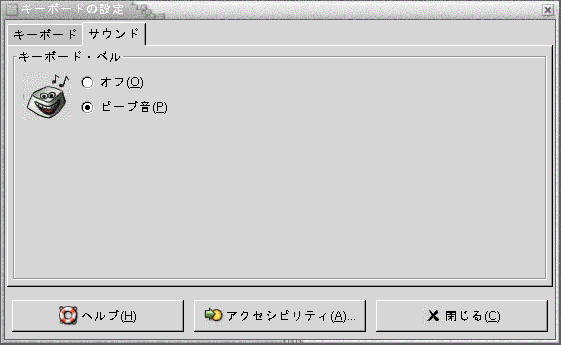 キーボードの設定
キーボード サウンド
キーボード・ベル
オフ(O)
ビープ音(P)
ヘルプ(H) アクセシビリティ(A)... 閉じる(C)